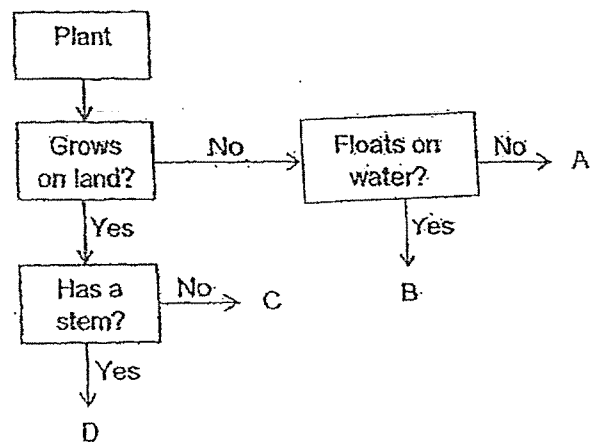 Plant
Grows
on land?
No
Floats on
water?
No
A
Yes
Yes
B
Has a
stem?
No
C
Yes
D